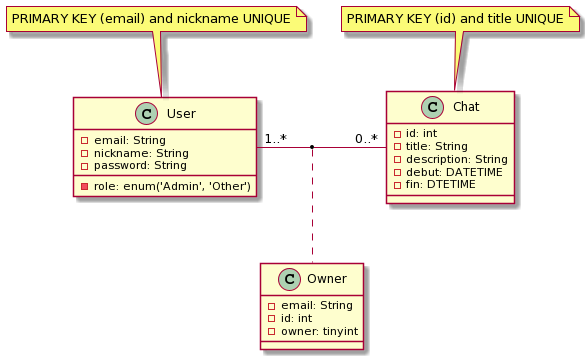 PRIMARY KEY (email) and nickname UNIQUE
PRIMARY KEY (id) and title UNIQUE
C User
email: String
nickname: String
password: String
role: enum('Admin', 'Other')
1..*
0..*
C Chat
id: int
title: String
description: String
debut: DATETIME
fin: DTETIME
C Owner
email: String
id: int
owner: tinyint